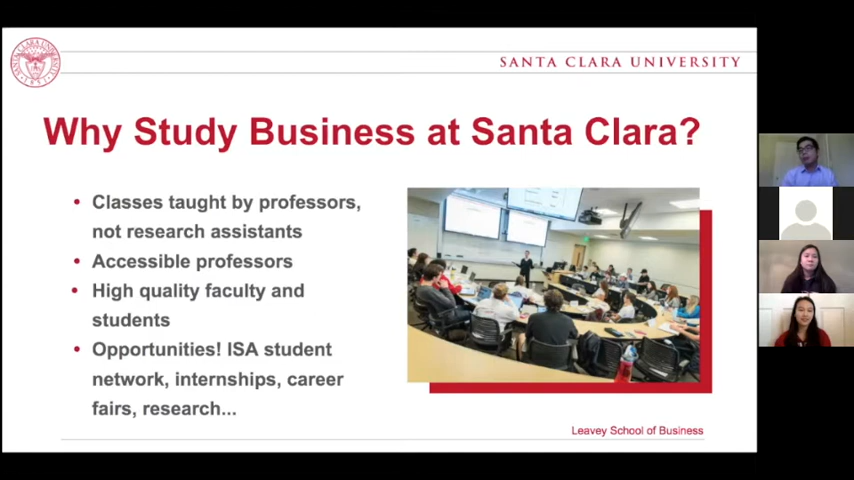 SANTA CLARA UNIVERSITY
Why Study Business at Santa Clara?
• Classes taught by professors,
not research assistants
• Accessible professors
• High quality faculty and
students
• Opportunities! ISA student
network, internships, career
fairs, research...
Leavey School of Business